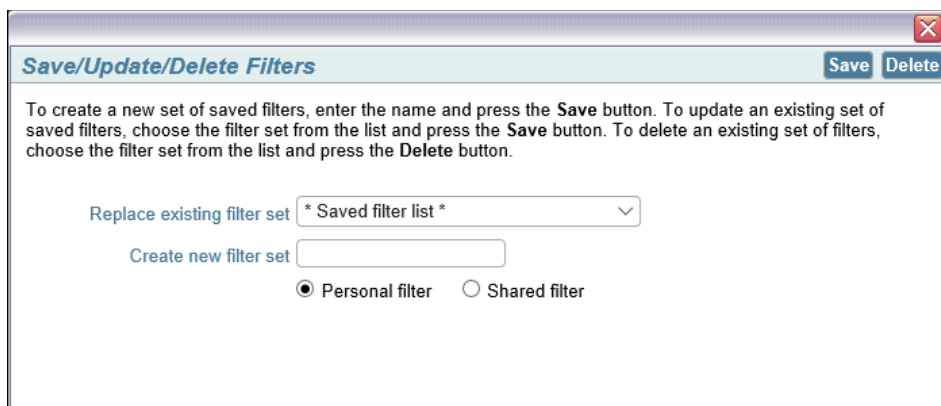 Save/Update/Delete Filters
Save Delete
To create a new set of saved filters, enter the name and press the Save button. To update an existing set of
saved filters, choose the filter set from the list and press the Save button. To delete an existing set of filters,
choose the filter set from the list and press the Delete button.
Replace existing filter set * Saved filter list *
Create new filter set
Personal filter Shared filter